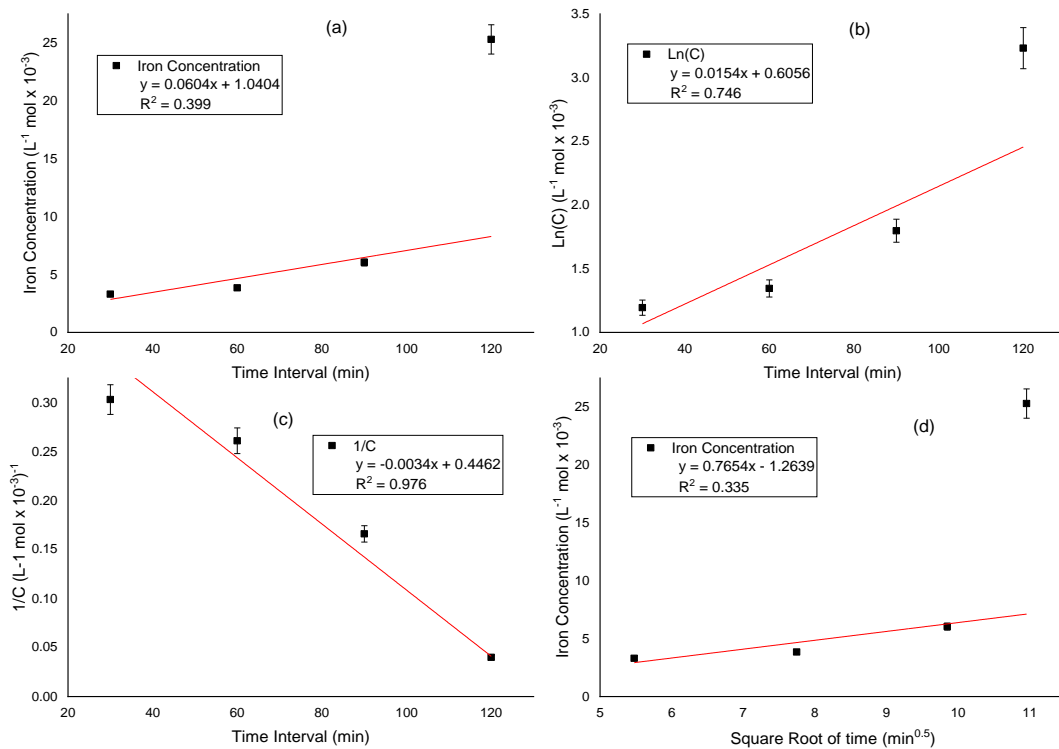 (a)
Iron Concentration
y = 0.0604x + 1.0404
R² = 0.399
Iron Concentration (L⁻¹ mol x 10⁻³)
25
20
15
10
5
0
20 40 60 80 100 120
Time Interval (min)
(b)
Ln(C)
y = 0.0154x + 0.6056
R² = 0.746
Ln(C) (L⁻¹ mol x 10⁻³)
3.5
3.0
2.5
2.0
1.5
1.0
20 40 60 80 100 120
Time Interval (min)
(c)
1/C
y = -0.0034x + 0.4462
R² = 0.976
1/C (L-1 mol x 10⁻³)⁻¹
0.30
0.25
0.20
0.15
0.10
0.05
0.00
20 40 60 80 100 120
Time Interval (min)
(d)
Iron Concentration
y = 0.7654x - 1.2639
R² = 0.335
Iron Concentration (L⁻¹ mol x 10⁻³)
25
20
15
10
5
0
5 6 7 8 9 10 11
Square Root of time (min⁰·⁵)